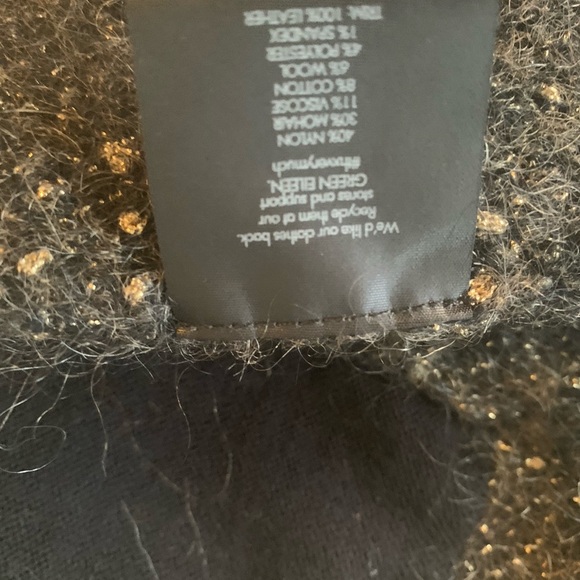 We'd like our clothes back.
Recycle them at our
stores and support
GREEN EILEEN.
#thxverymuch
40% NYLON
30% MOHAIR
11% VISCOSE
8% COTTON
6% WOOL
4% POLYESTER
1% SPANDEX
TRIM: 100% LEATHER